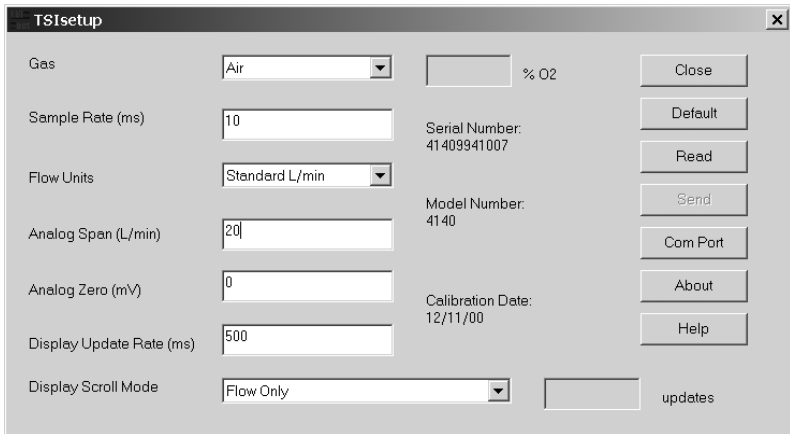 TSIsetup
Gas
Air
% O2
Close
Sample Rate (ms)
10
Serial Number:
41409941007
Default
Read
Flow Units
Standard L/min
Model Number:
4140
Send
Analog Span (L/min)
20
Com Port
Analog Zero (mV)
0
Calibration Date:
12/11/00
About
Display Update Rate (ms)
500
Help
Display Scroll Mode
Flow Only
updates